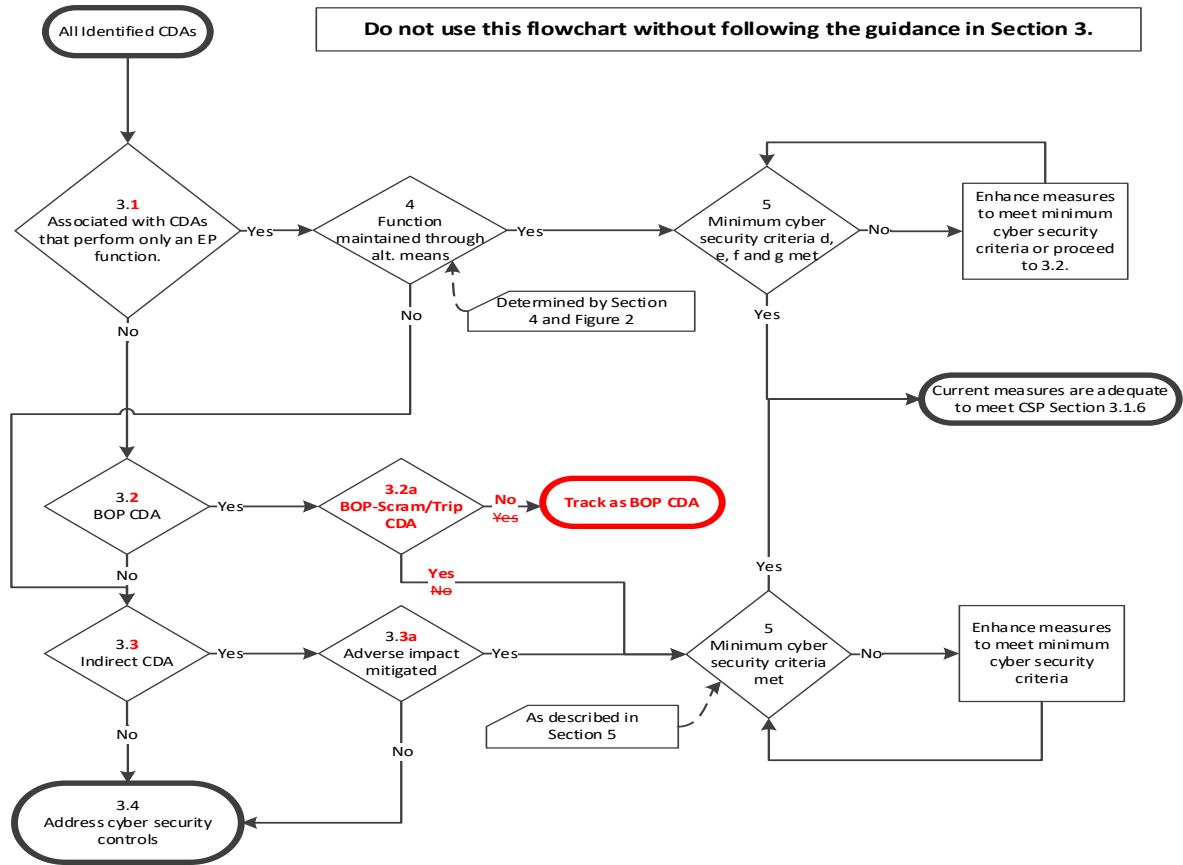 All Identified CDAs
Do not use this flowchart without following the guidance in Section 3.
3.1
Associated with CDAs
that perform only an EP
function.
Yes
4
Function
maintained through
alt. means
Yes
5
Minimum cyber
security criteria d,
e, f and g met
No
Enhance measures
to meet minimum
cyber security
criteria or proceed
to 3.2.
Determined by Section
4 and Figure 2
No
No
Yes
Current measures are adequate
to meet CSP Section 3.1.6
3.2
BOP CDA
Yes
3.2a
BOP-Scram/Trip
CDA
No
Yes
Track as BOP CDA
No
Yes
No
Yes
3.3
Indirect CDA
Yes
3.3a
Adverse impact
mitigated
Yes
5
Minimum cyber
security criteria
met
No
Enhance measures
to meet minimum
cyber security
criteria
As described in
Section 5
No
No
3.4
Address cyber security
controls